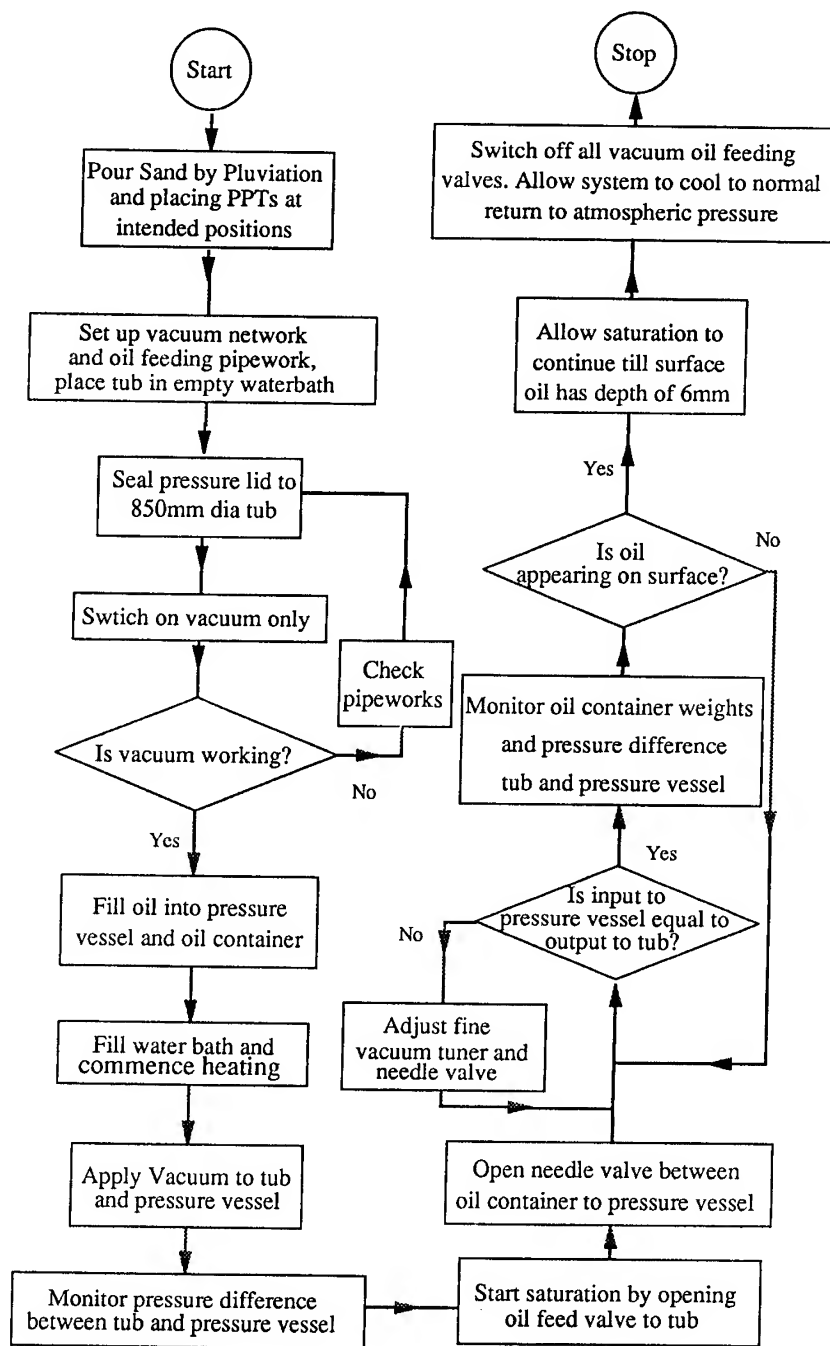 Start
Pour Sand by Pluviation
and placing PPTs at
intended positions
Set up vacuum network
and oil feeding pipework,
place tub in empty waterbath
Seal pressure lid to
850mm dia tub
Swtich on vacuum only
Check
pipeworks
Is vacuum working?
No
Yes
Fill oil into pressure
vessel and oil container
Fill water bath and
commence heating
Apply Vacuum to tub
and pressure vessel
Monitor pressure difference
between tub and pressure vessel
Start saturation by opening
oil feed valve to tub
Open needle valve between
oil container to pressure vessel
Adjust fine
vacuum tuner and
needle valve
No
Is input to
pressure vessel equal to
output to tub?
Yes
Monitor oil container weights
and pressure difference
tub and pressure vessel
Is oil
appearing on surface?
No
Yes
Allow saturation to
continue till surface
oil has depth of 6mm
Switch off all vacuum oil feeding
valves. Allow system to cool to normal
return to atmospheric pressure
Stop